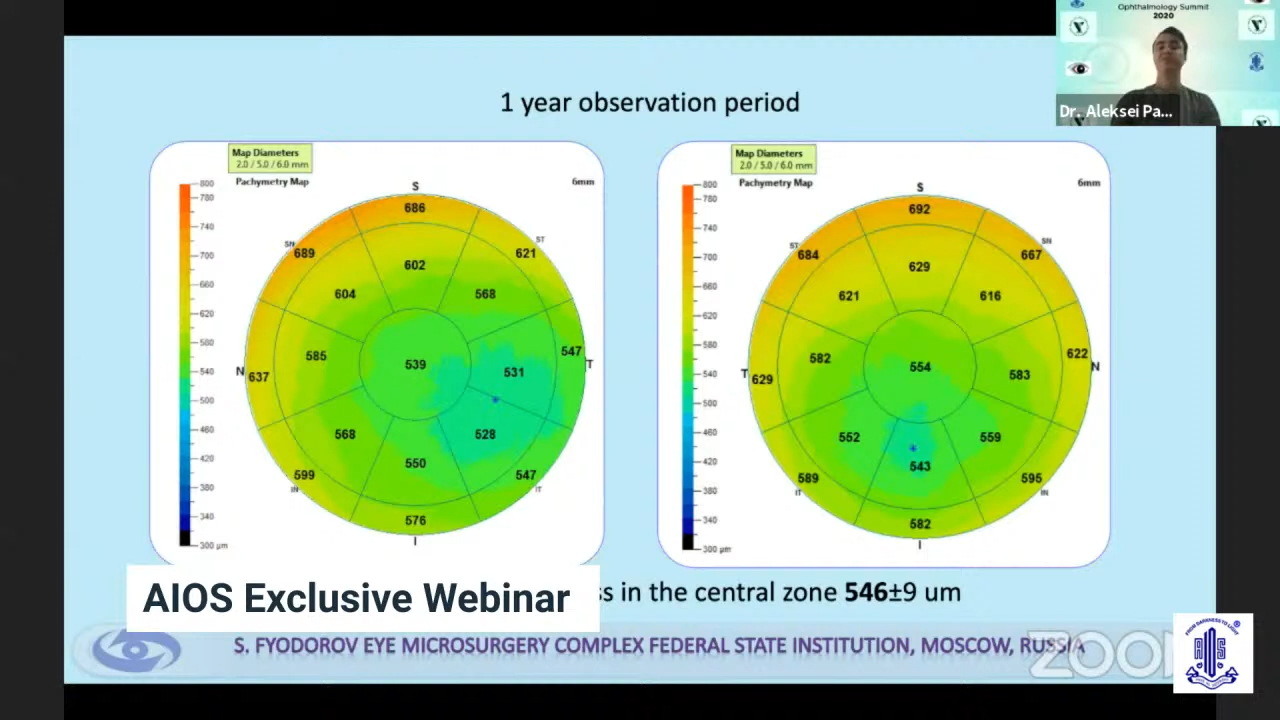 Ophthalmology Summit
2020
Dr. Aleksei Pa...
1 year observation period
Map Diameters
2.0 / 5.0 / 6.0 mm
Pachymetry Map
6mm
800
780
740
700
660
620
580
540
500
460
420
380
340
300 µm
S
686
SN
689
ST
621
602
604
568
585
547
T
N
637
539
531
568
528
550
599
IN
547
IT
576
I
Map Diameters
2.0 / 5.0 / 6.0 mm
Pachymetry Map
6mm
800
780
740
700
660
620
580
540
500
460
420
380
340
300 µm
S
692
ST
684
SN
667
629
621
616
582
622
N
T
629
554
583
552
559
543
589
IT
595
IN
582
I
AIOS Exclusive Webinar
ss in the central zone 546±9 um
S. FYODOROV EYE MICROSURGERY COMPLEX FEDERAL STATE INSTITUTION, MOSCOW, RUSSIA
ZOOM
FROM DARKNESS TO LIGHT